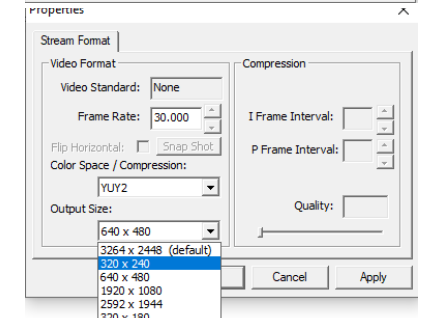 Properties
Stream Format
Video Format
Video Standard: None
Frame Rate: 30.000
Flip Horizontal: Snap Shot
Color Space / Compression:
YUY2
Output Size:
640 x 480
3264 x 2448 (default)
320 x 240
640 x 480
1920 x 1080
2592 x 1944
320 x 180
Compression
I Frame Interval:
P Frame Interval:
Quality:
Cancel
Apply